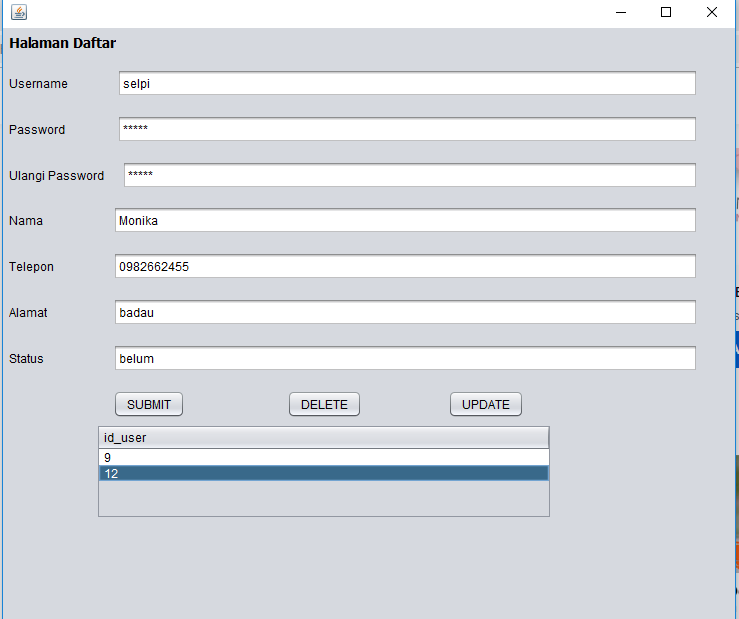 Halaman Daftar
Username selpi
Password *****
Ulangi Password *****
Nama Monika
Telepon 0982662455
Alamat badau
Status belum
SUBMIT DELETE UPDATE
id_user
9
12